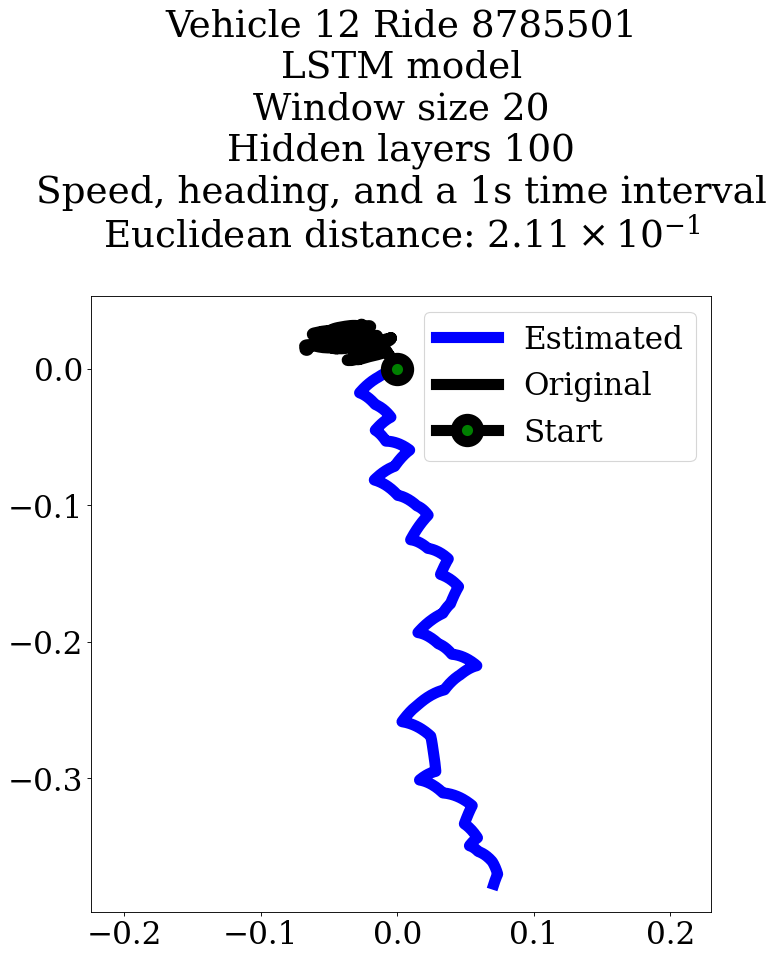 Vehicle 12 Ride 8785501
LSTM model
Window size 20
Hidden layers 100
Speed, heading, and a 1s time interval
Euclidean distance: 2.11 × 10⁻¹
Estimated
Original
Start
0.0
−0.1
−0.2
−0.3
−0.2 −0.1 0.0 0.1 0.2